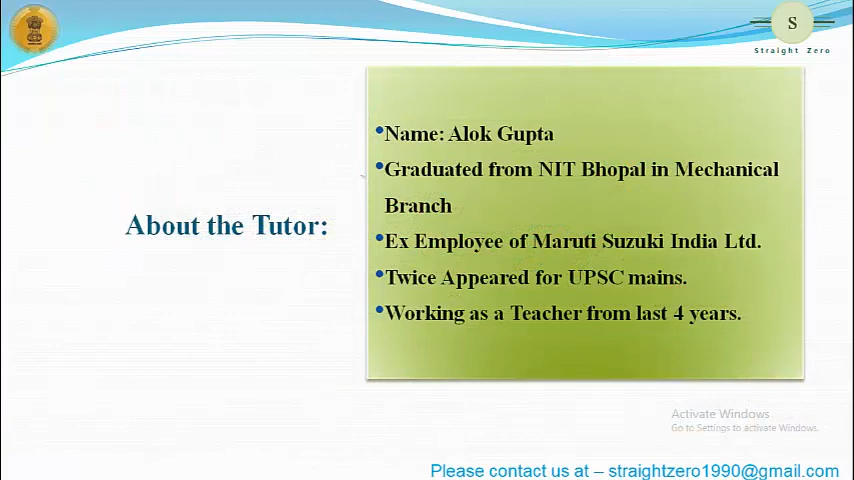 S
Straight Zero
•Name: Alok Gupta
•Graduated from NIT Bhopal in Mechanical
Branch
About the Tutor:
•Ex Employee of Maruti Suzuki India Ltd.
•Twice Appeared for UPSC mains.
•Working as a Teacher from last 4 years.
Activate Windows
Go to Settings to activate Windows.
Please contact us at – straightzero1990@gmail.com